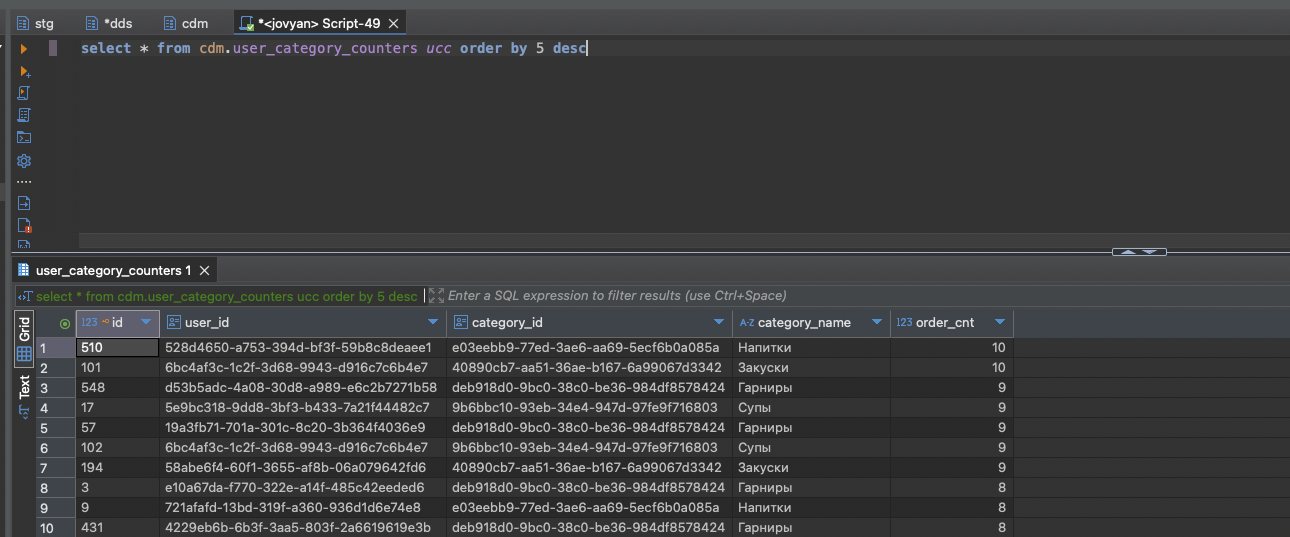 stg *dds cdm *<jovyan> Script-49
select * from cdm.user_category_counters ucc order by 5 desc
user_category_counters 1
select * from cdm.user_category_counters ucc order by 5 desc Enter a SQL expression to filter results (use Ctrl+Space)
Grid
Text
123 id user_id category_id A-Z category_name 123 order_cnt
1 510 528d4650-a753-394d-bf3f-59b8c8deaee1 e03eebb9-77ed-3ae6-aa69-5ecf6b0a085a Напитки 10
2 101 6bc4af3c-1c2f-3d68-9943-d916c7c6b4e7 40890cb7-aa51-36ae-b167-6a99067d3342 Закуски 10
3 548 d53b5adc-4a08-30d8-a989-e6c2b7271b58 deb918d0-9bc0-38c0-be36-984df8578424 Гарниры 9
4 17 5e9bc318-9dd8-3bf3-b433-7a21f44482c7 9b6bbc10-93eb-34e4-947d-97fe9f716803 Супы 9
5 57 19a3fb71-701a-301c-8c20-3b364f4036e9 deb918d0-9bc0-38c0-be36-984df8578424 Гарниры 9
6 102 6bc4af3c-1c2f-3d68-9943-d916c7c6b4e7 9b6bbc10-93eb-34e4-947d-97fe9f716803 Супы 9
7 194 58abe6f4-60f1-3655-af8b-06a079642fd6 40890cb7-aa51-36ae-b167-6a99067d3342 Закуски 9
8 3 e10a67da-f770-322e-a14f-485c42eeded6 deb918d0-9bc0-38c0-be36-984df8578424 Гарниры 8
9 9 721afafd-13bd-319f-a360-936d1d6e74e8 e03eebb9-77ed-3ae6-aa69-5ecf6b0a085a Напитки 8
10 431 4229eb6b-6b3f-3aa5-803f-2a6619619e3b deb918d0-9bc0-38c0-be36-984df8578424 Гарниры 8